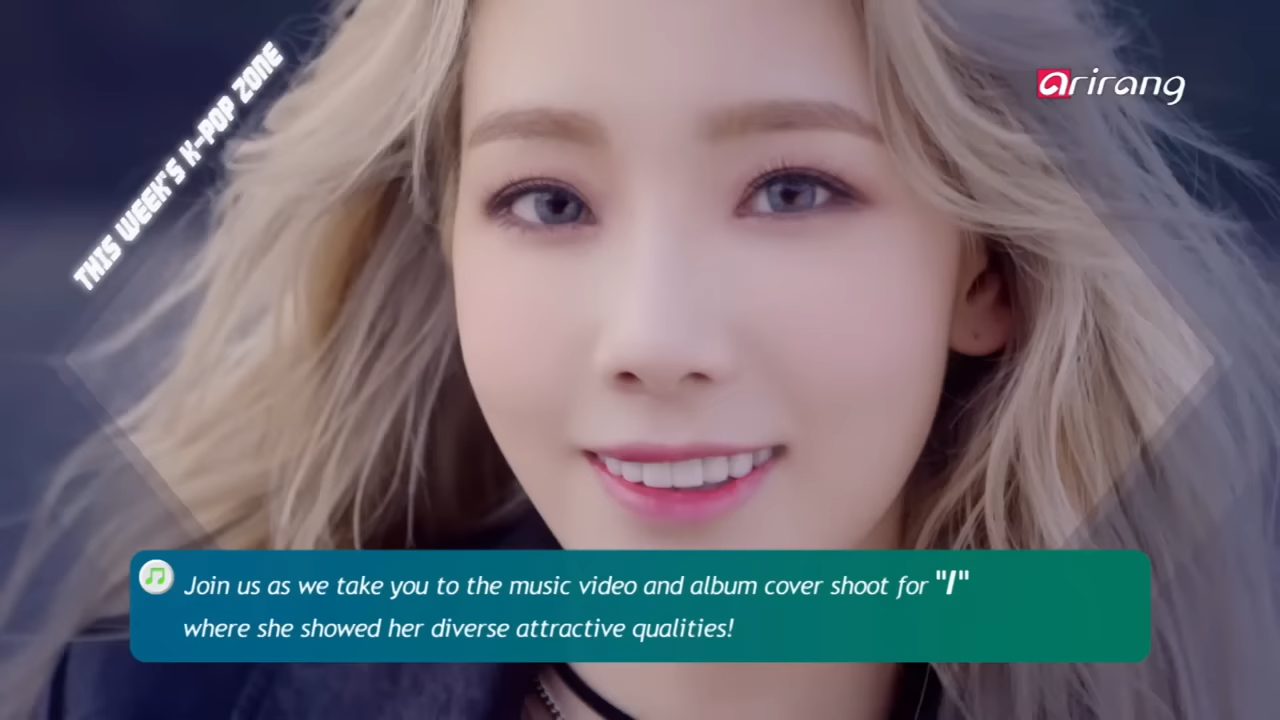 THIS WEEK'S K-POP ZONE
arirang
Join us as we take you to the music video and album cover shoot for "I"
where she showed her diverse attractive qualities!